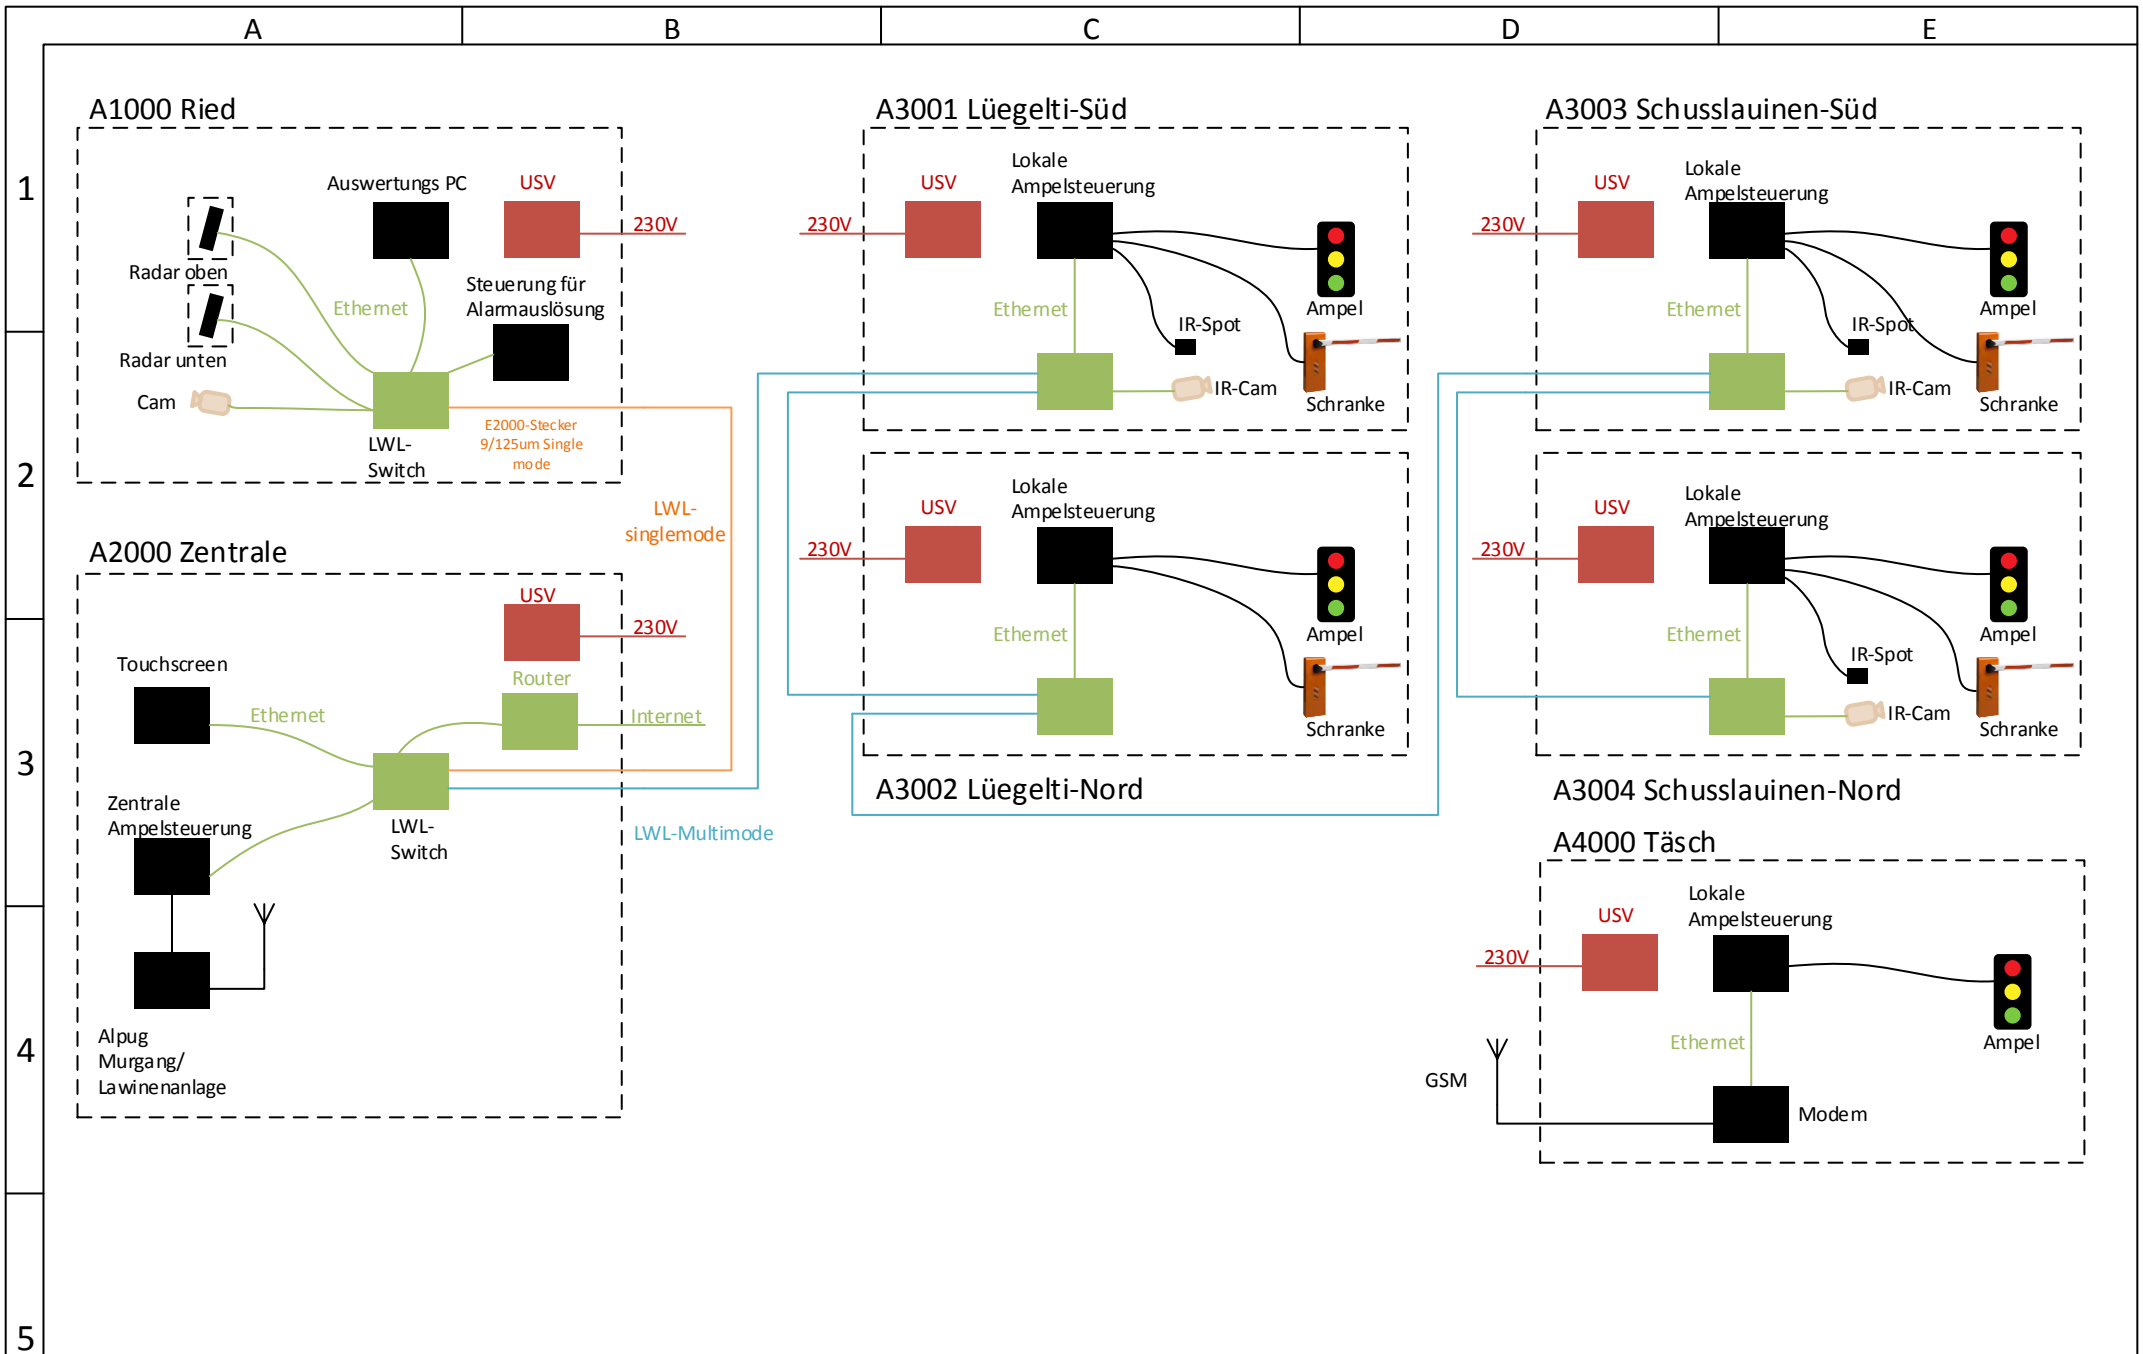 A
B
C
D
E
1
2
3
4
5
A1000 Ried
Auswertungs PC
USV
230V
Radar oben
Ethernet
Steuerung für
Alarmauslösung
Radar unten
Cam
LWL-
Switch
E2000-Stecker
9/125um Single
mode
LWL-
singlemode
A2000 Zentrale
USV
230V
Touchscreen
Router
Ethernet
Internet
Zentrale
Ampelsteuerung
LWL-
Switch
LWL-Multimode
Alpug
Murgang/
Lawinenanlage
A3001 Lüegelti-Süd
Lokale
Ampelsteuerung
USV
230V
Ethernet
Ampel
IR-Spot
IR-Cam
Schranke
Lokale
Ampelsteuerung
USV
230V
Ethernet
Ampel
Schranke
A3002 Lüegelti-Nord
A3003 Schusslauinen-Süd
Lokale
Ampelsteuerung
USV
230V
Ethernet
Ampel
IR-Spot
IR-Cam
Schranke
Lokale
Ampelsteuerung
USV
230V
Ethernet
Ampel
IR-Spot
IR-Cam
Schranke
A3004 Schusslauinen-Nord
A4000 Täsch
Lokale
Ampelsteuerung
USV
230V
Ethernet
Ampel
GSM
Modem